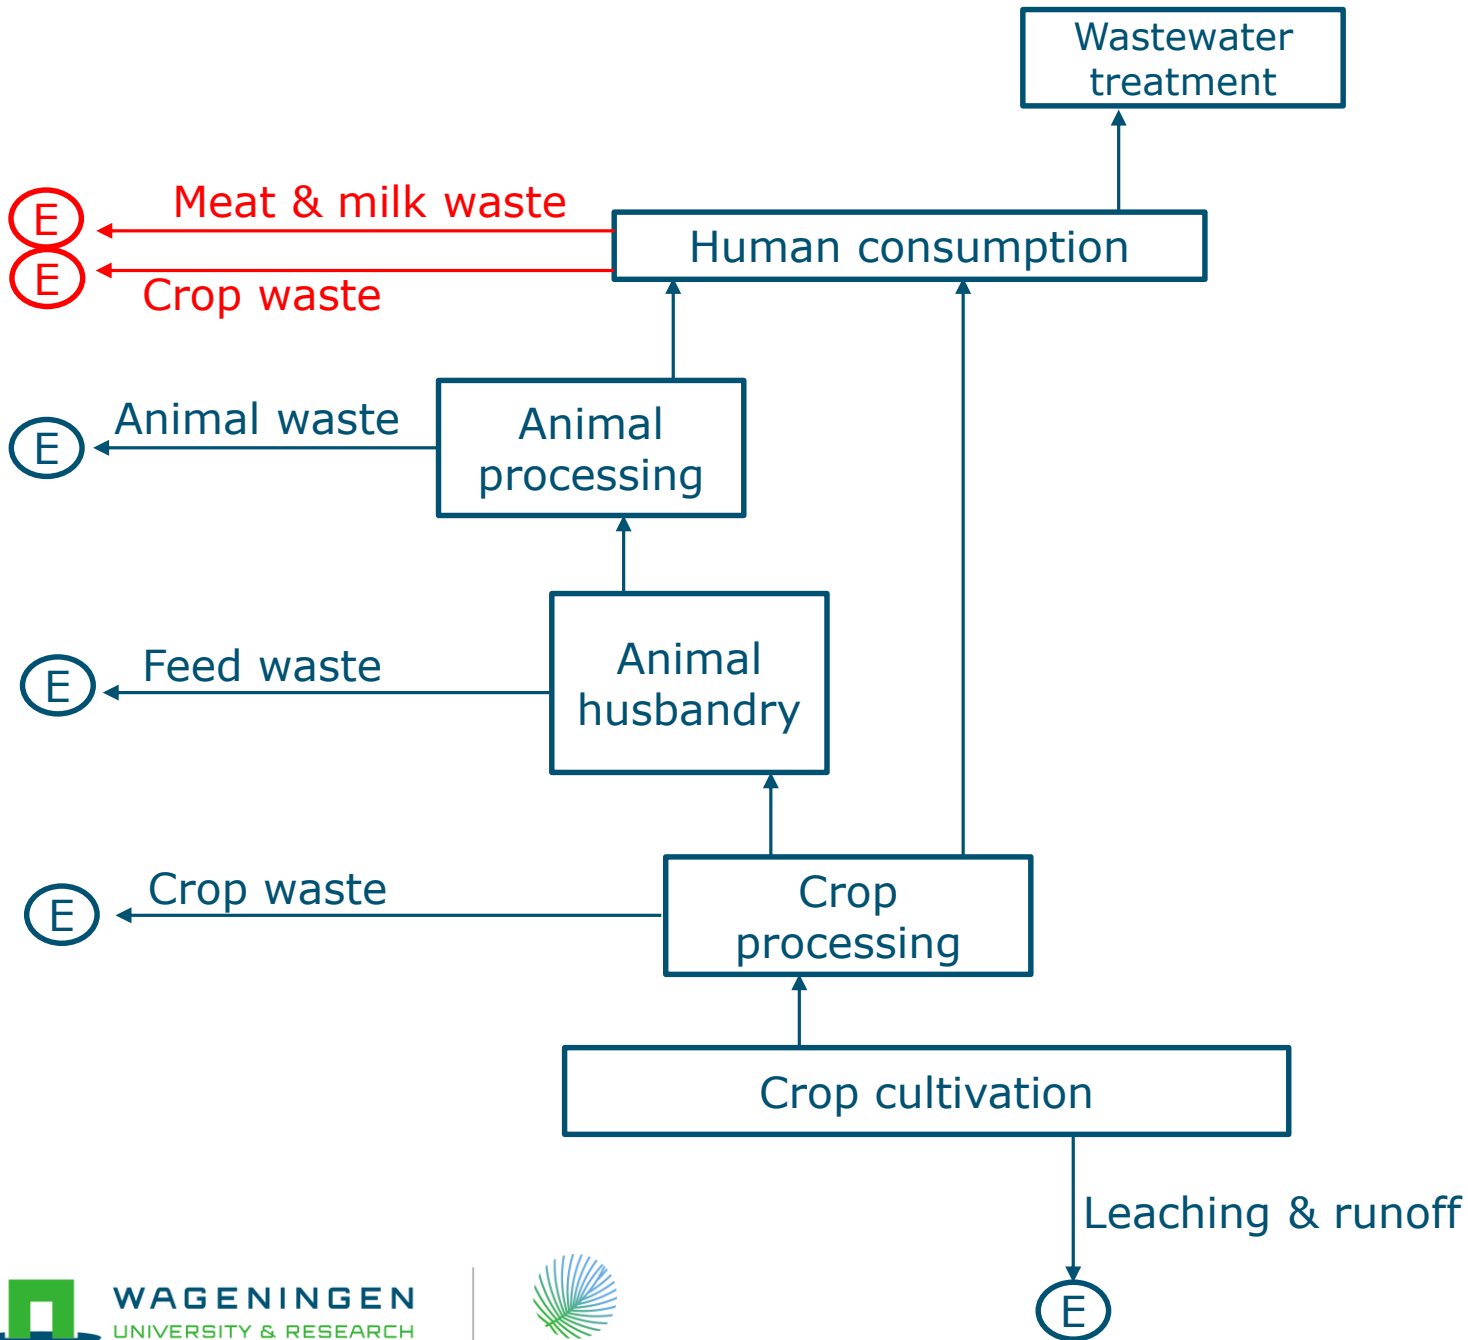 Wastewater
treatment
Meat & milk waste
E
Human consumption
E
Crop waste
Animal waste
E
Animal
processing
Feed waste
E
Animal
husbandry
Crop waste
E
Crop
processing
Crop cultivation
Leaching & runoff
E
WAGENINGEN
UNIVERSITY & RESEARCH